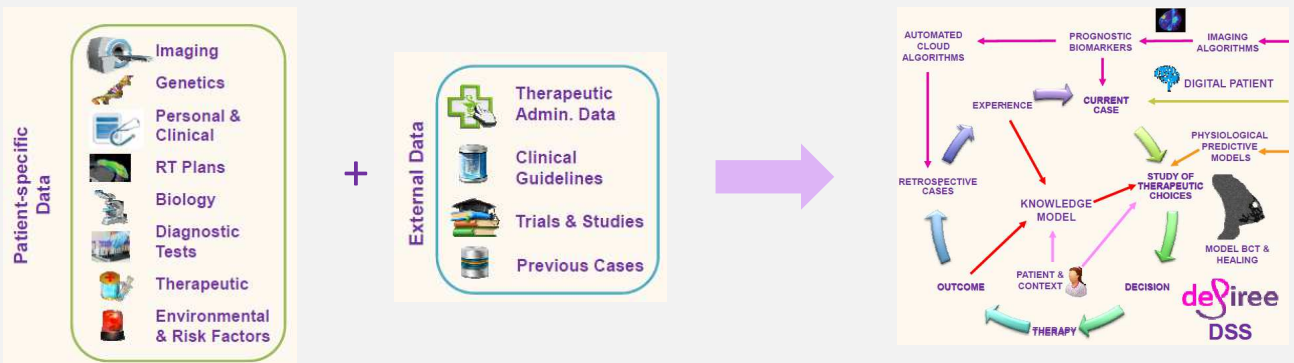 Patient-specific
Data
Imaging
Genetics
Personal &
Clinical
RT Plans
Biology
Diagnostic
Tests
Therapeutic
Environmental
& Risk Factors
+
External Data
Therapeutic
Admin. Data
Clinical
Guidelines
Trials & Studies
Previous Cases
AUTOMATED
CLOUD
ALGORITHMS
PROGNOSTIC
BIOMARKERS
IMAGING
ALGORITHMS
DIGITAL PATIENT
EXPERIENCE
CURRENT
CASE
PHYSIOLOGICAL
PREDICTIVE
MODELS
RETROSPECTIVE
CASES
STUDY OF
THERAPEUTIC
CHOICES
KNOWLEDGE
MODEL
MODEL BCT &
HEALING
PATIENT &
CONTEXT
OUTCOME
DECISION
THERAPY
desiree
DSS